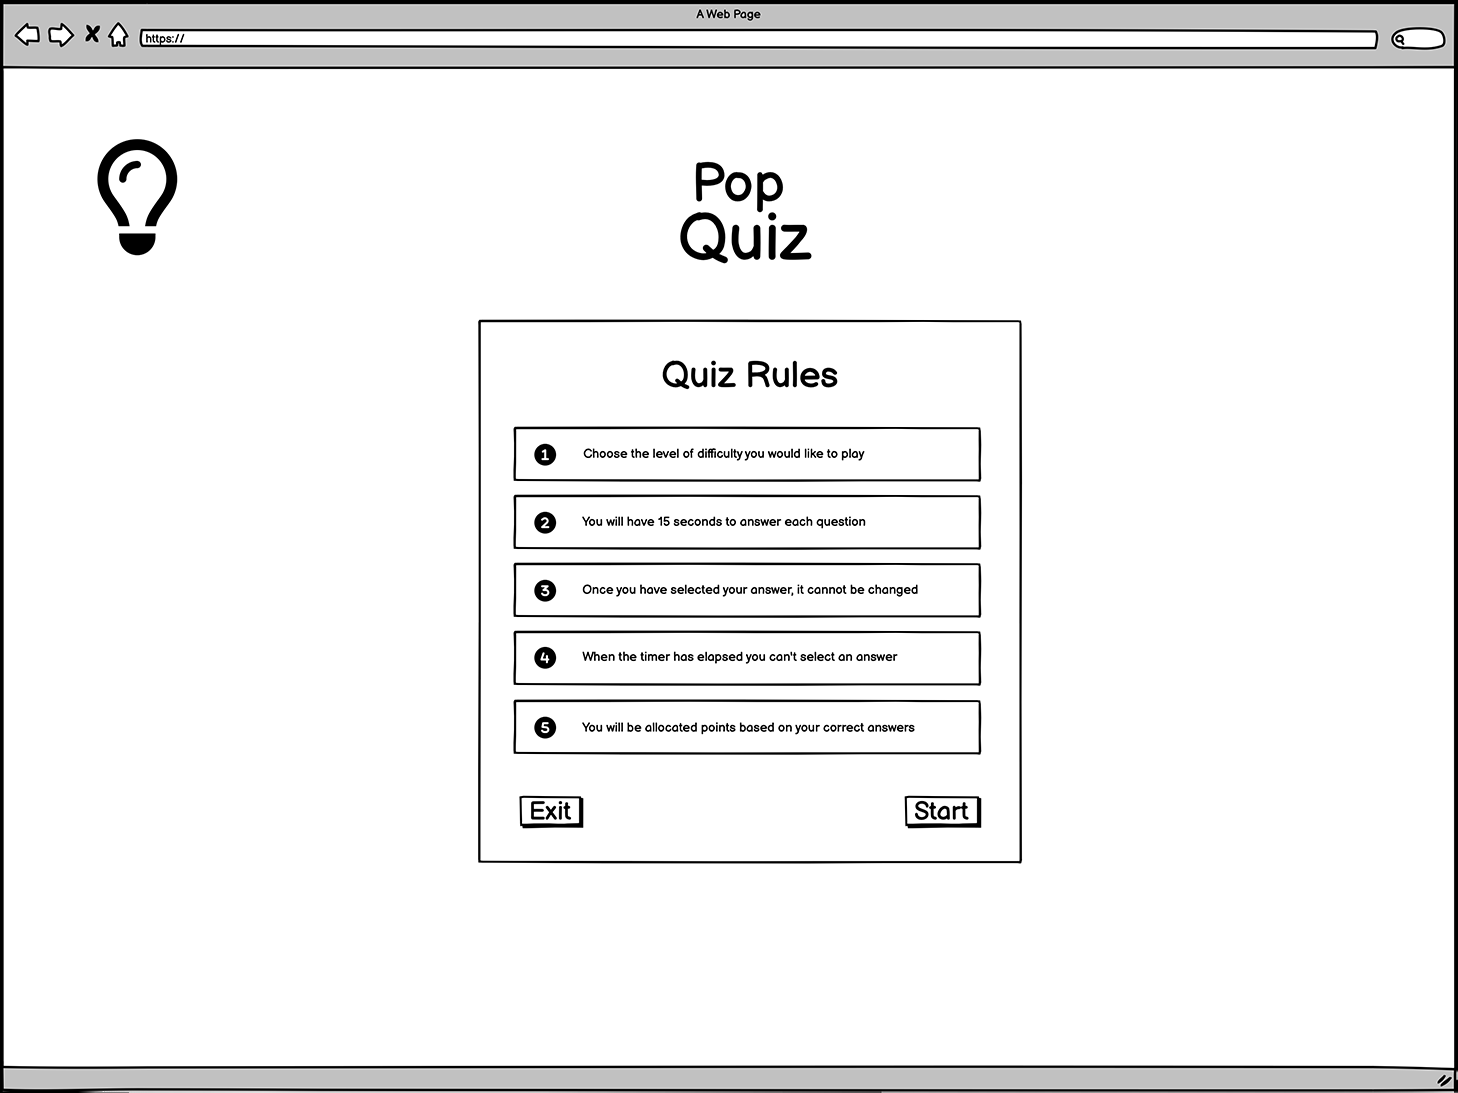 A Web Page
https://
Pop
Quiz
Quiz Rules
1 Choose the level of difficulty you would like to play
2 You will have 15 seconds to answer each question
3 Once you have selected your answer, it cannot be changed
4 When the timer has elapsed you can't select an answer
5 You will be allocated points based on your correct answers
Exit Start